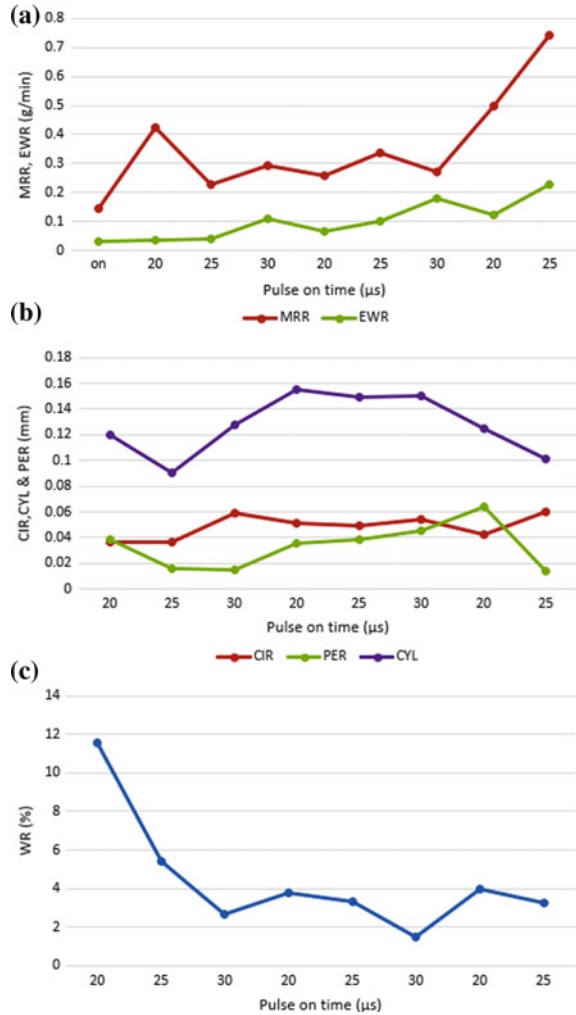 (a)
0.8
0.7
0.6
0.5
0.4
0.3
0.2
0.1
0
MRR, EWR (g/min)
on 20 25 30 20 25 30 20 25
Pulse on time (µs)
MRR EWR
(b)
0.18
0.16
0.14
0.12
0.1
0.08
0.06
0.04
0.02
0
CIR,CYL & PER (mm)
20 25 30 20 25 30 20 25
Pulse on time (µs)
CIR PER CYL
(c)
14
12
10
8
6
4
2
0
WR (%)
20 25 30 20 25 30 20 25
Pulse on time (µs)